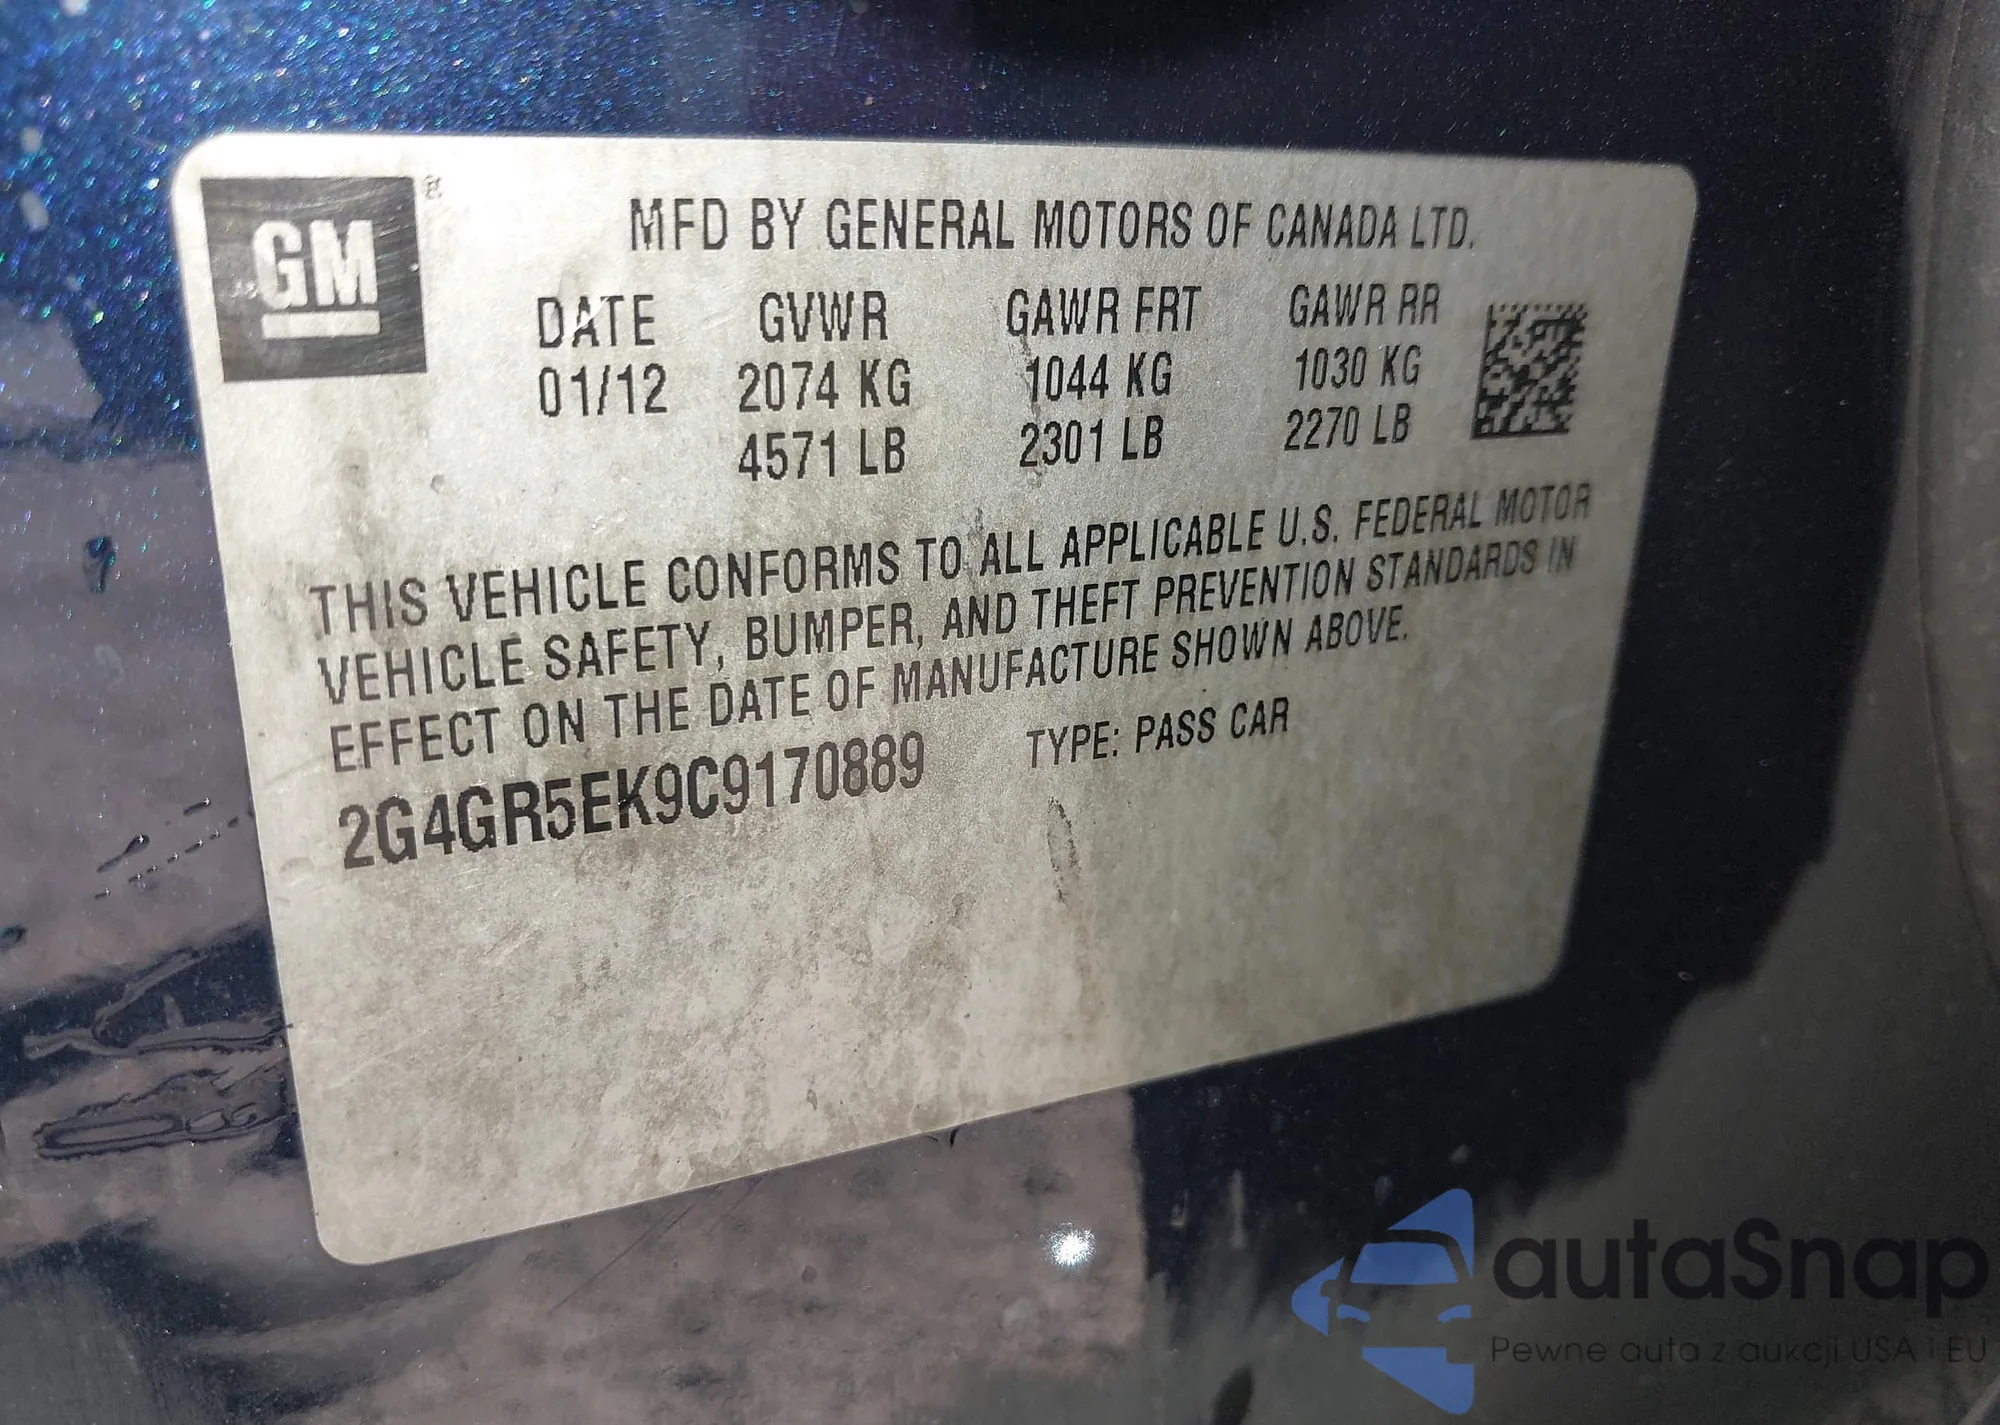 GM
MFD BY GENERAL MOTORS OF CANADA LTD.
DATE GVWR GAWR FRT GAWR RR
01/12 2074 KG 1044 KG 1030 KG
4571 LB 2301 LB 2270 LB
THIS VEHICLE CONFORMS TO ALL APPLICABLE U.S. FEDERAL MOTOR
VEHICLE SAFETY, BUMPER, AND THEFT PREVENTION STANDARDS IN
EFFECT ON THE DATE OF MANUFACTURE SHOWN ABOVE.
2G4GR5EK9C9170889 TYPE: PASS CAR
autaSnap
Pewne auta z aukcji USA i EU